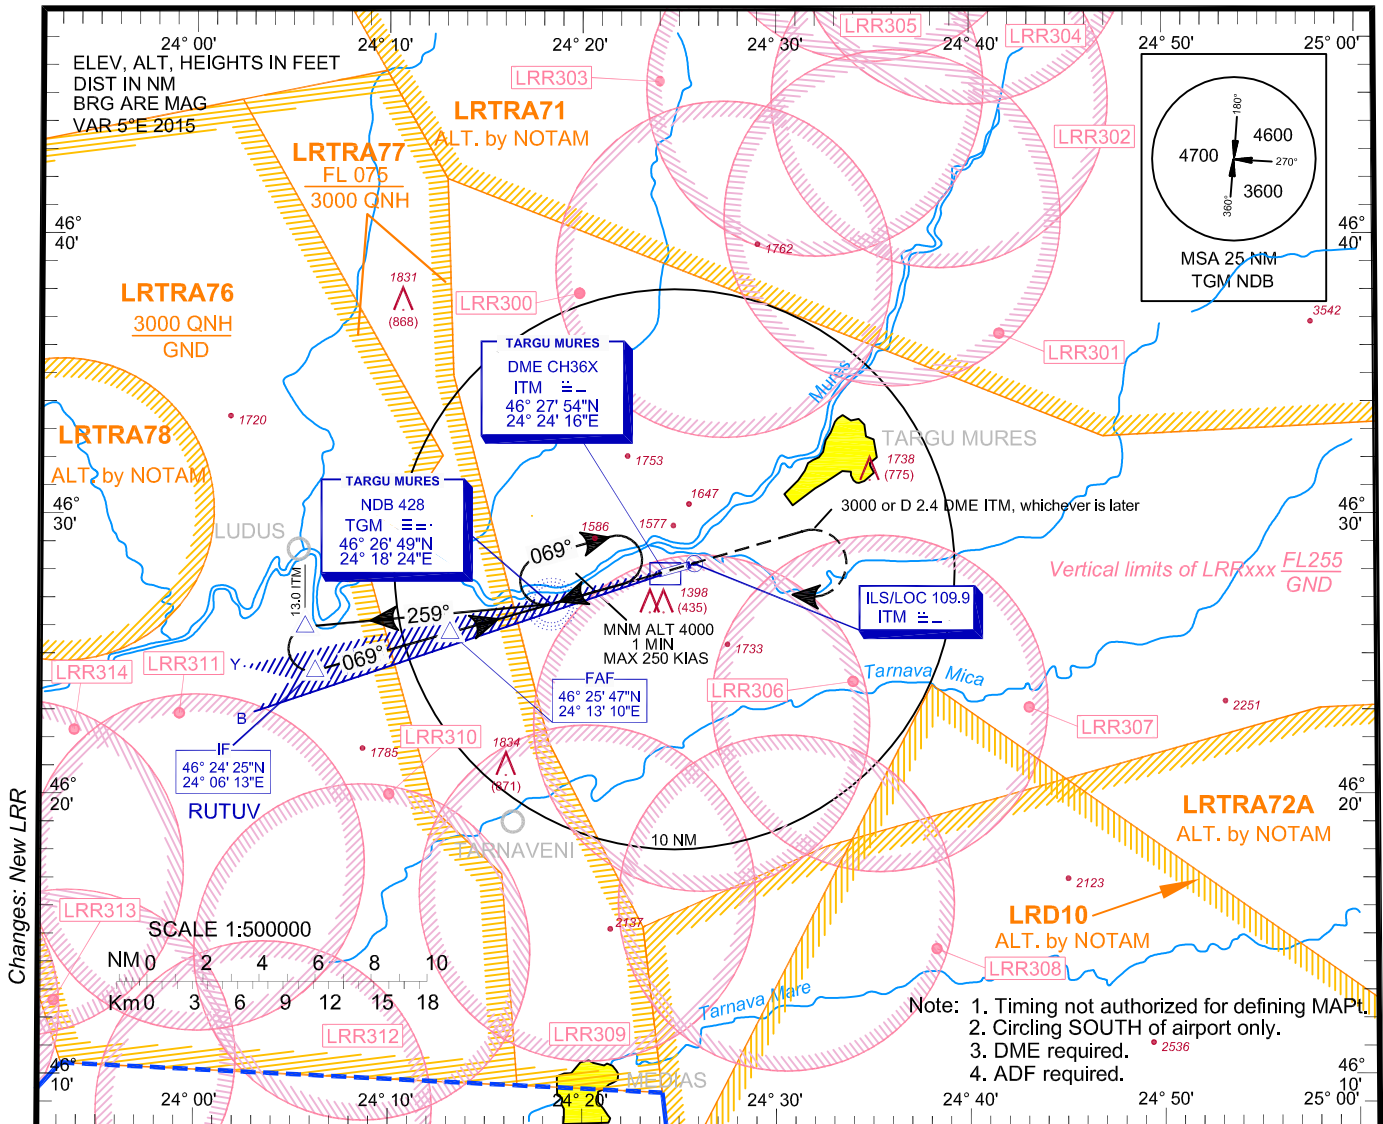 24° 00'
24° 10'
24° 20'
24° 30'
24° 40'
24° 50'
25° 00'
ELEV, ALT, HEIGHTS IN FEET
DIST IN NM
BRG ARE MAG
VAR 5°E 2015
LRR305
LRR304
LRR303
LRR302
LRTRA71
ALT. by NOTAM
LRTRA77
FL 075
3000 QNH
180°
4600
4700
270°
3600
360°
MSA 25 NM
TGM NDB
46°
40'
46°
40'
1762
1831
(868)
LRR300
LRTRA76
3000 QNH
GND
3542
LRR301
TARGU MURES
DME CH36X
ITM
46° 27' 54"N
24° 24' 16"E
Mures
1720
LRTRA78
ALT. by NOTAM
TARGU MURES
1738
(775)
1753
1647
1577
1586
TARGU MURES
NDB 428
TGM
46° 26' 49"N
24° 18' 24"E
46°
30'
46°
30'
3000 or D 2.4 DME ITM, whichever is later
LUDUS
069°
Vertical limits of LRRxxx FL255
GND
13.0 ITM
259°
1398
(435)
ILS/LOC 109.9
ITM
MNM ALT 4000
1 MIN
MAX 250 KIAS
1733
069°
Y
B
LRR314
LRR311
FAF
46° 25' 47"N
24° 13' 10"E
LRR306
Tarnava Mica
LRR307
2251
IF
46° 24' 25"N
24° 06' 13"E
RUTUV
1785
LRR310
1834
(871)
46°
20'
46°
20'
TARNAVENI
10 NM
LRTRA72A
ALT. by NOTAM
2123
LRD10
ALT. by NOTAM
LRR313
SCALE 1:500000
NM 0 2 4 6 8 10
Km 0 3 6 9 12 15 18
2137
LRR308
Tarnava Mare
Note: 1. Timing not authorized for defining MAPt.
2. Circling SOUTH of airport only.
3. DME required.
4. ADF required.
2536
LRR312
LRR309
MEDIAS
46°
10'
46°
10'
24° 00'
24° 10'
24° 20'
24° 30'
24° 40'
24° 50'
25° 00'
Changes: New LRR